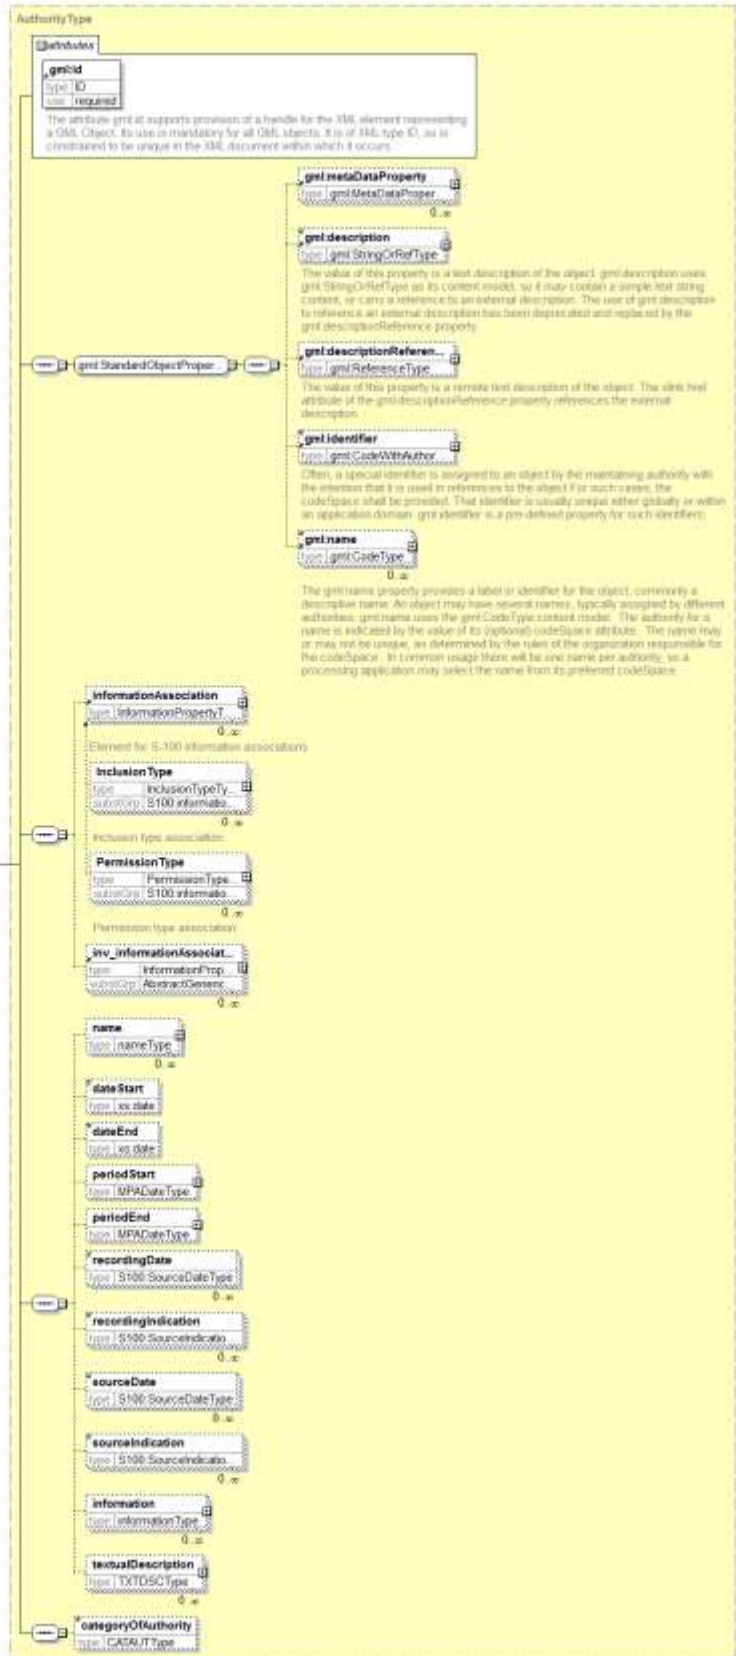 AuthorityType
attributes
gml:id
type ID
use required
The attribute gml:id supports provision of a handle for the XML element representing
a GML Object. Its use is mandatory for all GML objects. It is of XML type ID, so is
constrained to be unique in the XML document within which it occurs.
gml:metaDataProperty
type gml:MetaDataProper...
0..∞
gml:description
type gml:StringOrRefType
The value of this property is a text description of the object. gml:description uses
gml:StringOrRefType as its content model, so it may contain a simple text string
content, or carry a reference to an external description. The use of gml:description
to reference an external description has been deprecated and replaced by the
gml:descriptionReference property.
gml:StandardObjectProper...
gml:descriptionReferen...
type gml:ReferenceType
The value of this property is a remote text description of the object. The xlink:href
attribute of the gml:descriptionReference property references the external
description.
gml:identifier
type gml:CodeWithAuthor...
Often, a special identifier is assigned to an object by the maintaining authority with
the intention that it is used in references to the object For such cases, the
codeSpace shall be provided. That identifier is usually unique either globally or within
an application domain. gml:identifier is a pre-defined property for such identifiers.
gml:name
type gml:CodeType
0..∞
The gml:name property provides a label or identifier for the object, commonly a
descriptive name. An object may have several names, typically assigned by different
authorities. gml:name uses the gml:CodeType content model. The authority for a
name is indicated by the value of its (optional) codeSpace attribute. The name may
or may not be unique, as determined by the rules of the organization responsible for
the codeSpace. In common usage there will be one name per authority, so a
processing application may select the name from its preferred codeSpace.
informationAssociation
type InformationPropertyT...
0..∞
Element for S-100 information associations
InclusionType
type InclusionTypeTy...
substGrp S100:informatio...
0..∞
Inclusion type association
PermissionType
type PermissionType...
substGrp S100:informatio...
0..∞
Permission type association
inv_informationAssociat...
type InformationProp...
substGrp AbstractGeneric...
0..∞
name
type nameType
0..∞
dateStart
type xs:date
dateEnd
type xs:date
periodStart
type MPADateType
periodEnd
type MPADateType
recordingDate
type S100:SourceDateType
0..∞
recordingIndication
type S100:SourceIndicatio...
0..∞
sourceDate
type S100:SourceDateType
0..∞
sourceIndication
type S100:SourceIndicatio...
0..∞
information
type informationType
0..∞
textualDescription
type TXTDSCType
0..∞
categoryOfAuthority
type CATAUTType